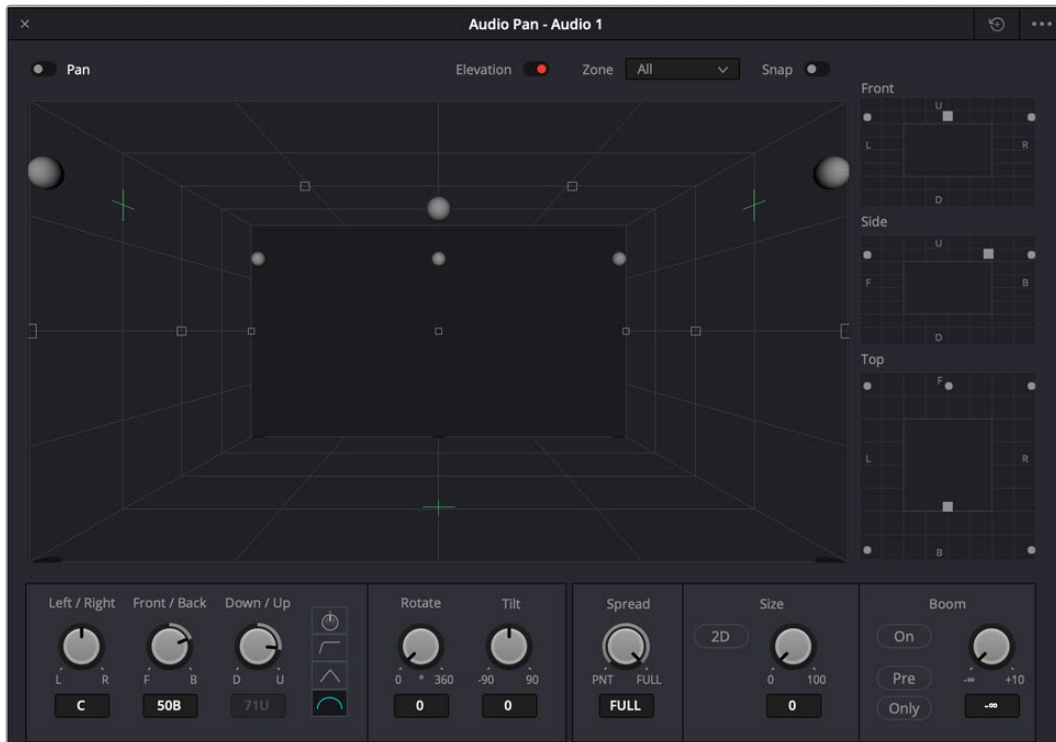 Audio Pan - Audio 1
Pan
Elevation
Zone
All
Snap
Front
U
L
R
D
Side
U
F
B
D
Top
F
L
R
B
Left / Right
Front / Back
Down / Up
Rotate
Tilt
Spread
Size
Boom
2D
On
L R
F B
D U
0 ° 360
-90 90
PNT FULL
0 100
Pre
-∞ +10
Only
C
50B
71U
0
0
FULL
0
-∞